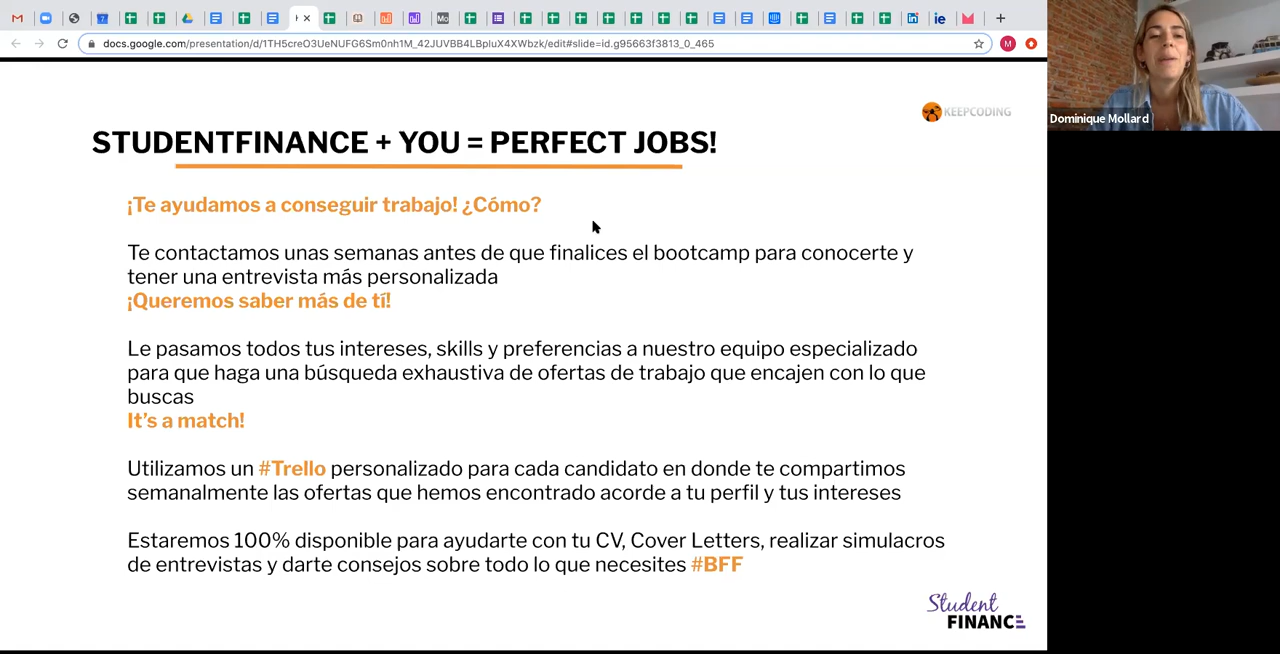 Mo
in
ie
docs.google.com/presentation/d/1TH5creO3UeNUFG6Sm0nh1M_42JUVBB4LBpIuX4XWbzk/edit#slide=id.g95663f3813_0_465
M
Dominique Mollard
KEEPCODING
STUDENTFINANCE + YOU = PERFECT JOBS!
¡Te ayudamos a conseguir trabajo! ¿Cómo?
Te contactamos unas semanas antes de que finalices el bootcamp para conocerte y
tener una entrevista más personalizada
¡Queremos saber más de tí!
Le pasamos todos tus intereses, skills y preferencias a nuestro equipo especializado
para que haga una búsqueda exhaustiva de ofertas de trabajo que encajen con lo que
buscas
It's a match!
Utilizamos un #Trello personalizado para cada candidato en donde te compartimos
semanalmente las ofertas que hemos encontrado acorde a tu perfil y tus intereses
Estaremos 100% disponible para ayudarte con tu CV, Cover Letters, realizar simulacros
de entrevistas y darte consejos sobre todo lo que necesites #BFF
Student
FINANCE